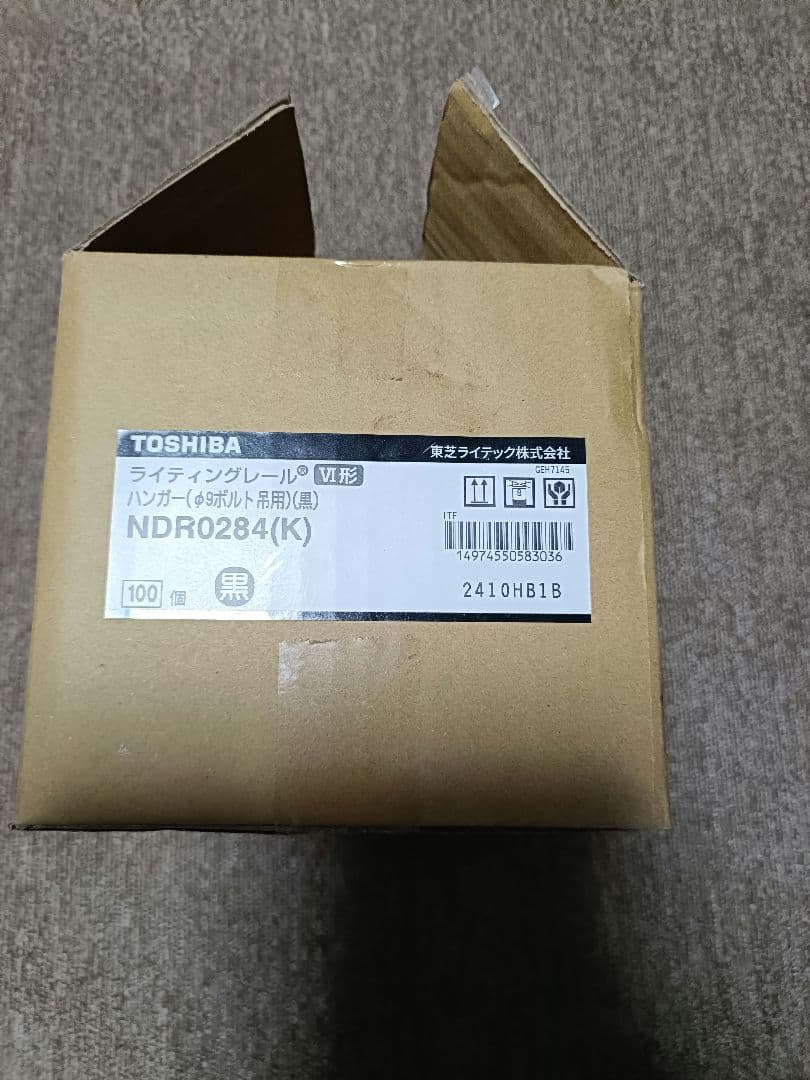 TOSHIBA
東芝ライテック株式会社
ライティングレール® VI形
GEH7145
ハンガー(φ9ボルト吊用)(黒)
NDR0284(K)
ITF
14974550583036
100 個 黒
2410HB1B